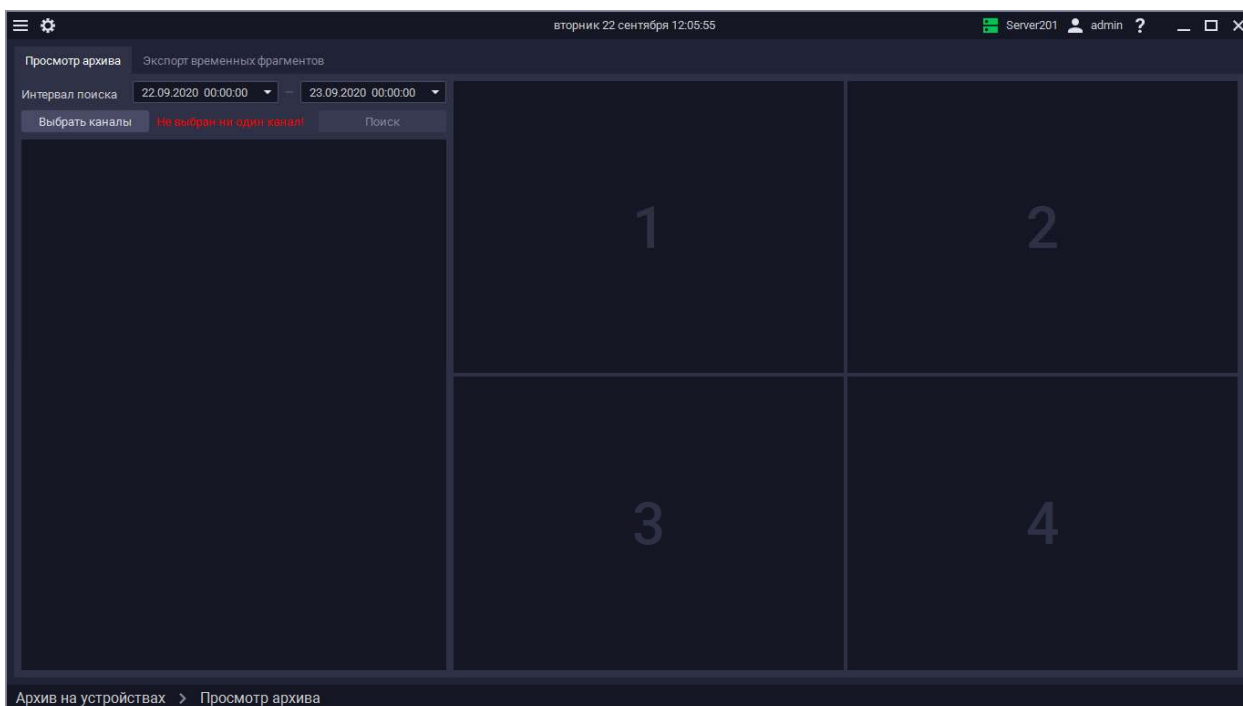 вторник 22 сентября 12:05:55 Server201 admin ?
Просмотр архива Экспорт временных фрагментов
Интервал поиска 22.09.2020 00:00:00 — 23.09.2020 00:00:00
Выбрать каналы Не выбран ни один канал! Поиск
1 2
3 4
Архив на устройствах > Просмотр архива